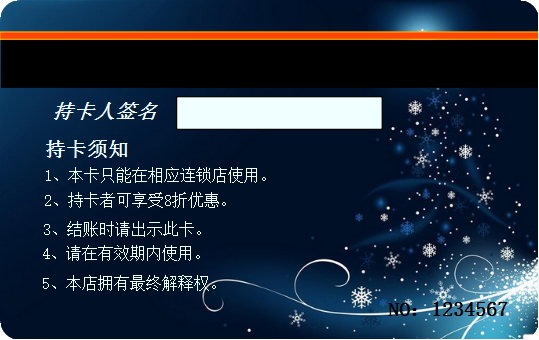 持卡人签名
持卡须知
1、本卡只能在相应连锁店使用。
2、持卡者可享受8折优惠。
3、结账时请出示此卡。
4、请在有效期内使用。
5、本店拥有最终解释权。
NO: 1234567